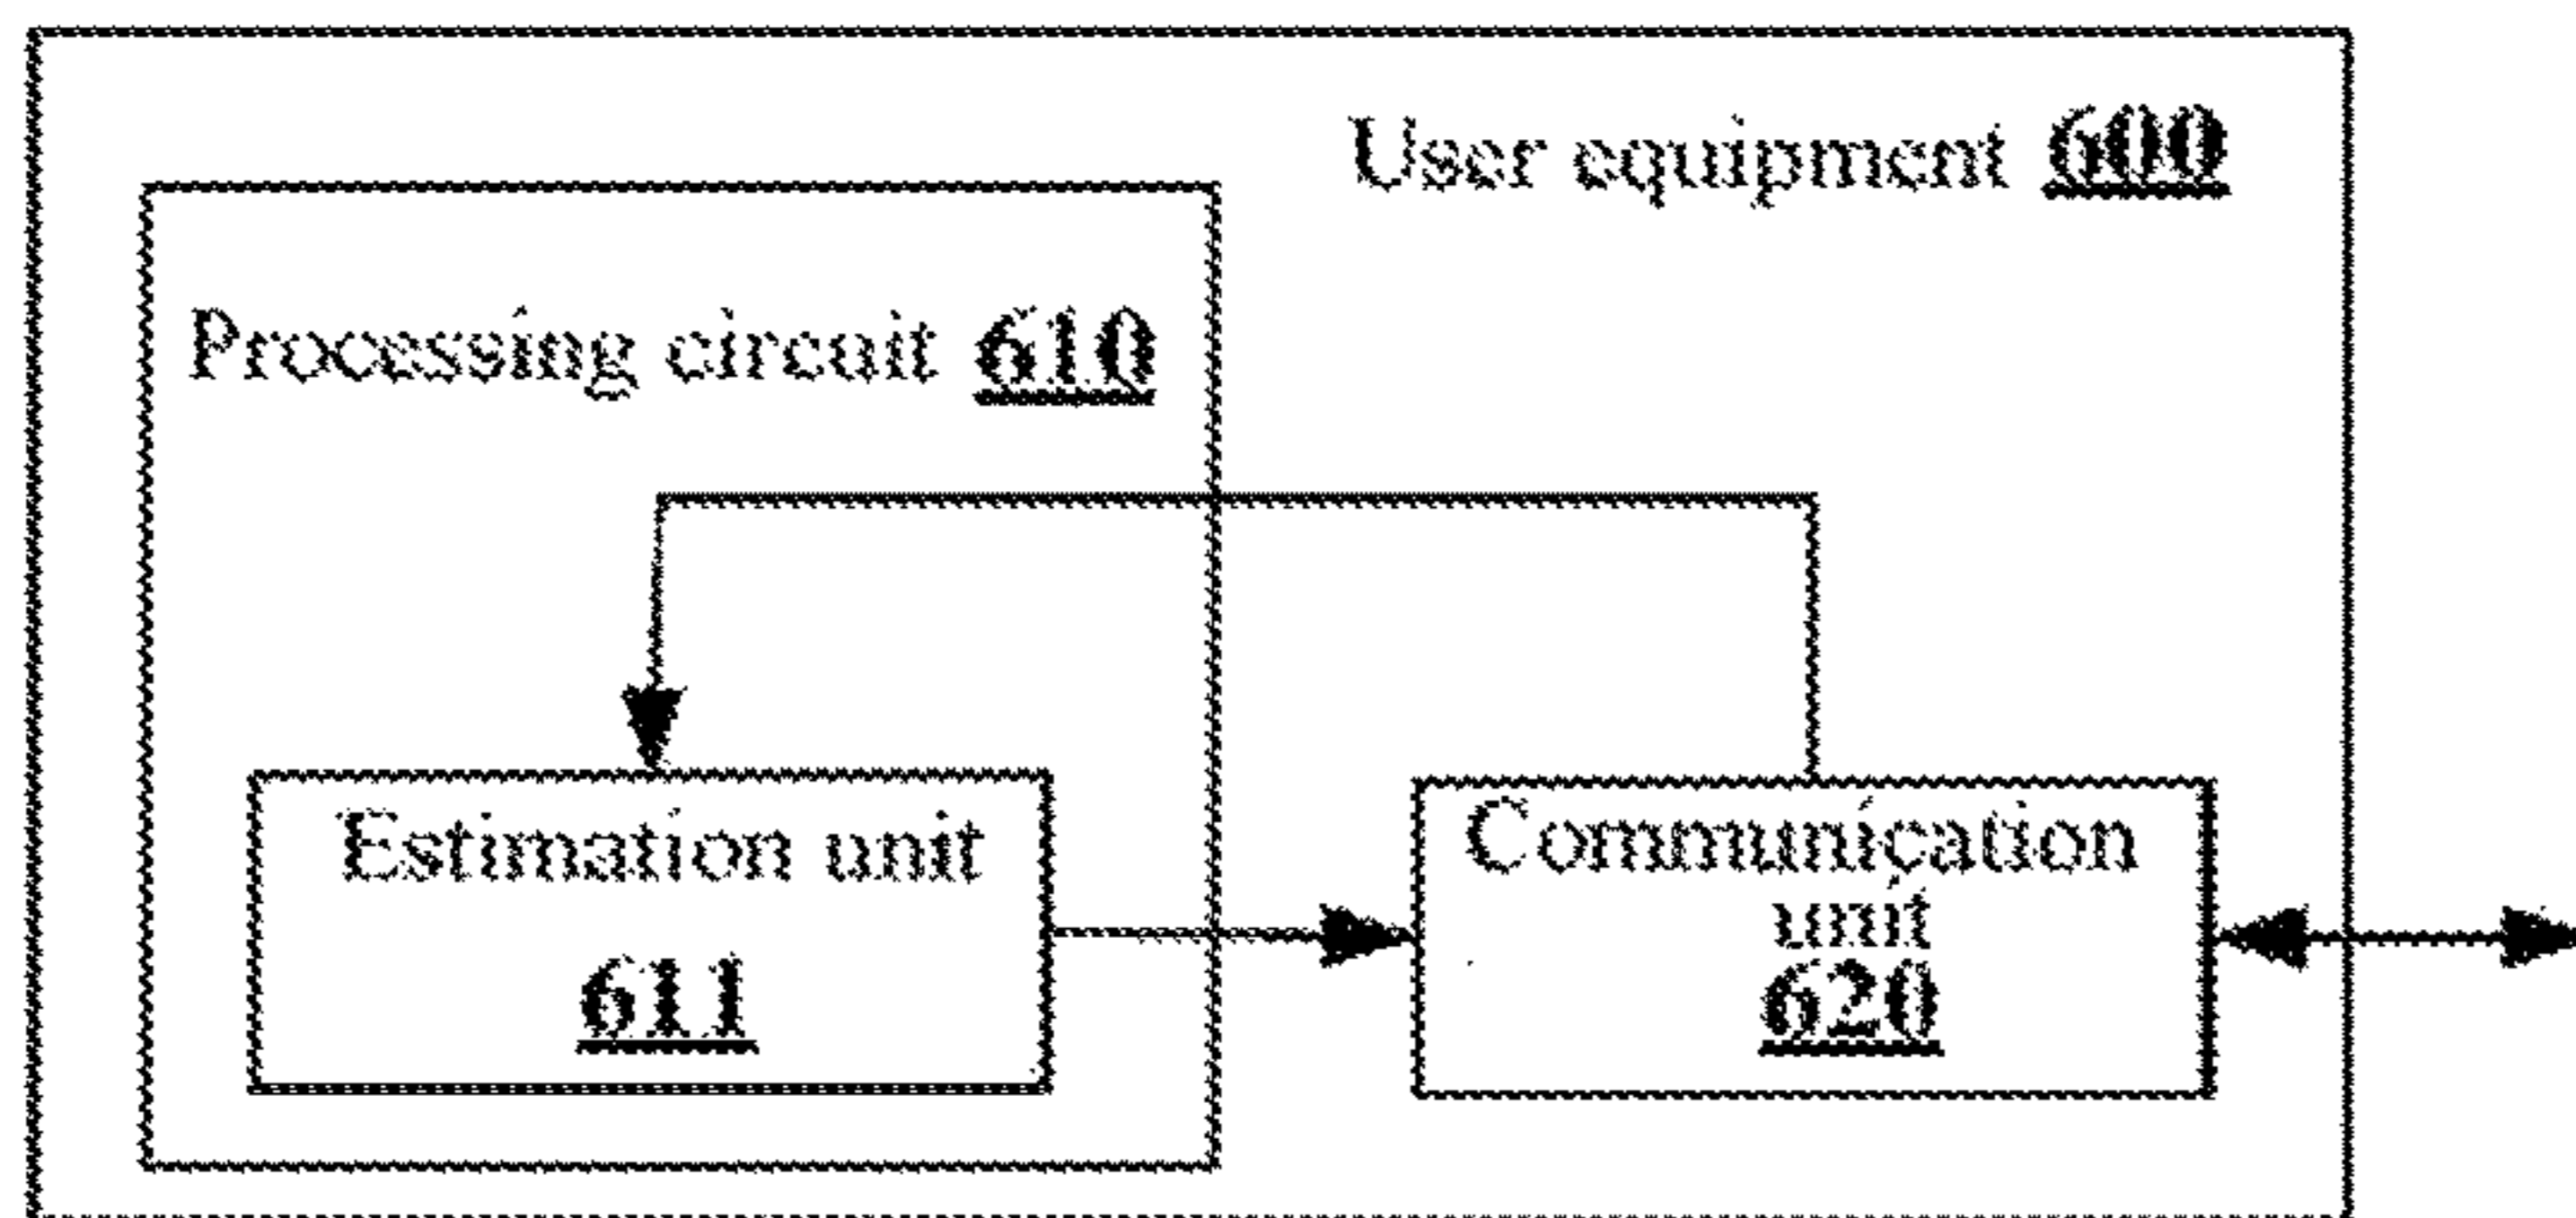 User equipment 600
Processing circuit 610
Estimation unit
611
Communication
unit
620